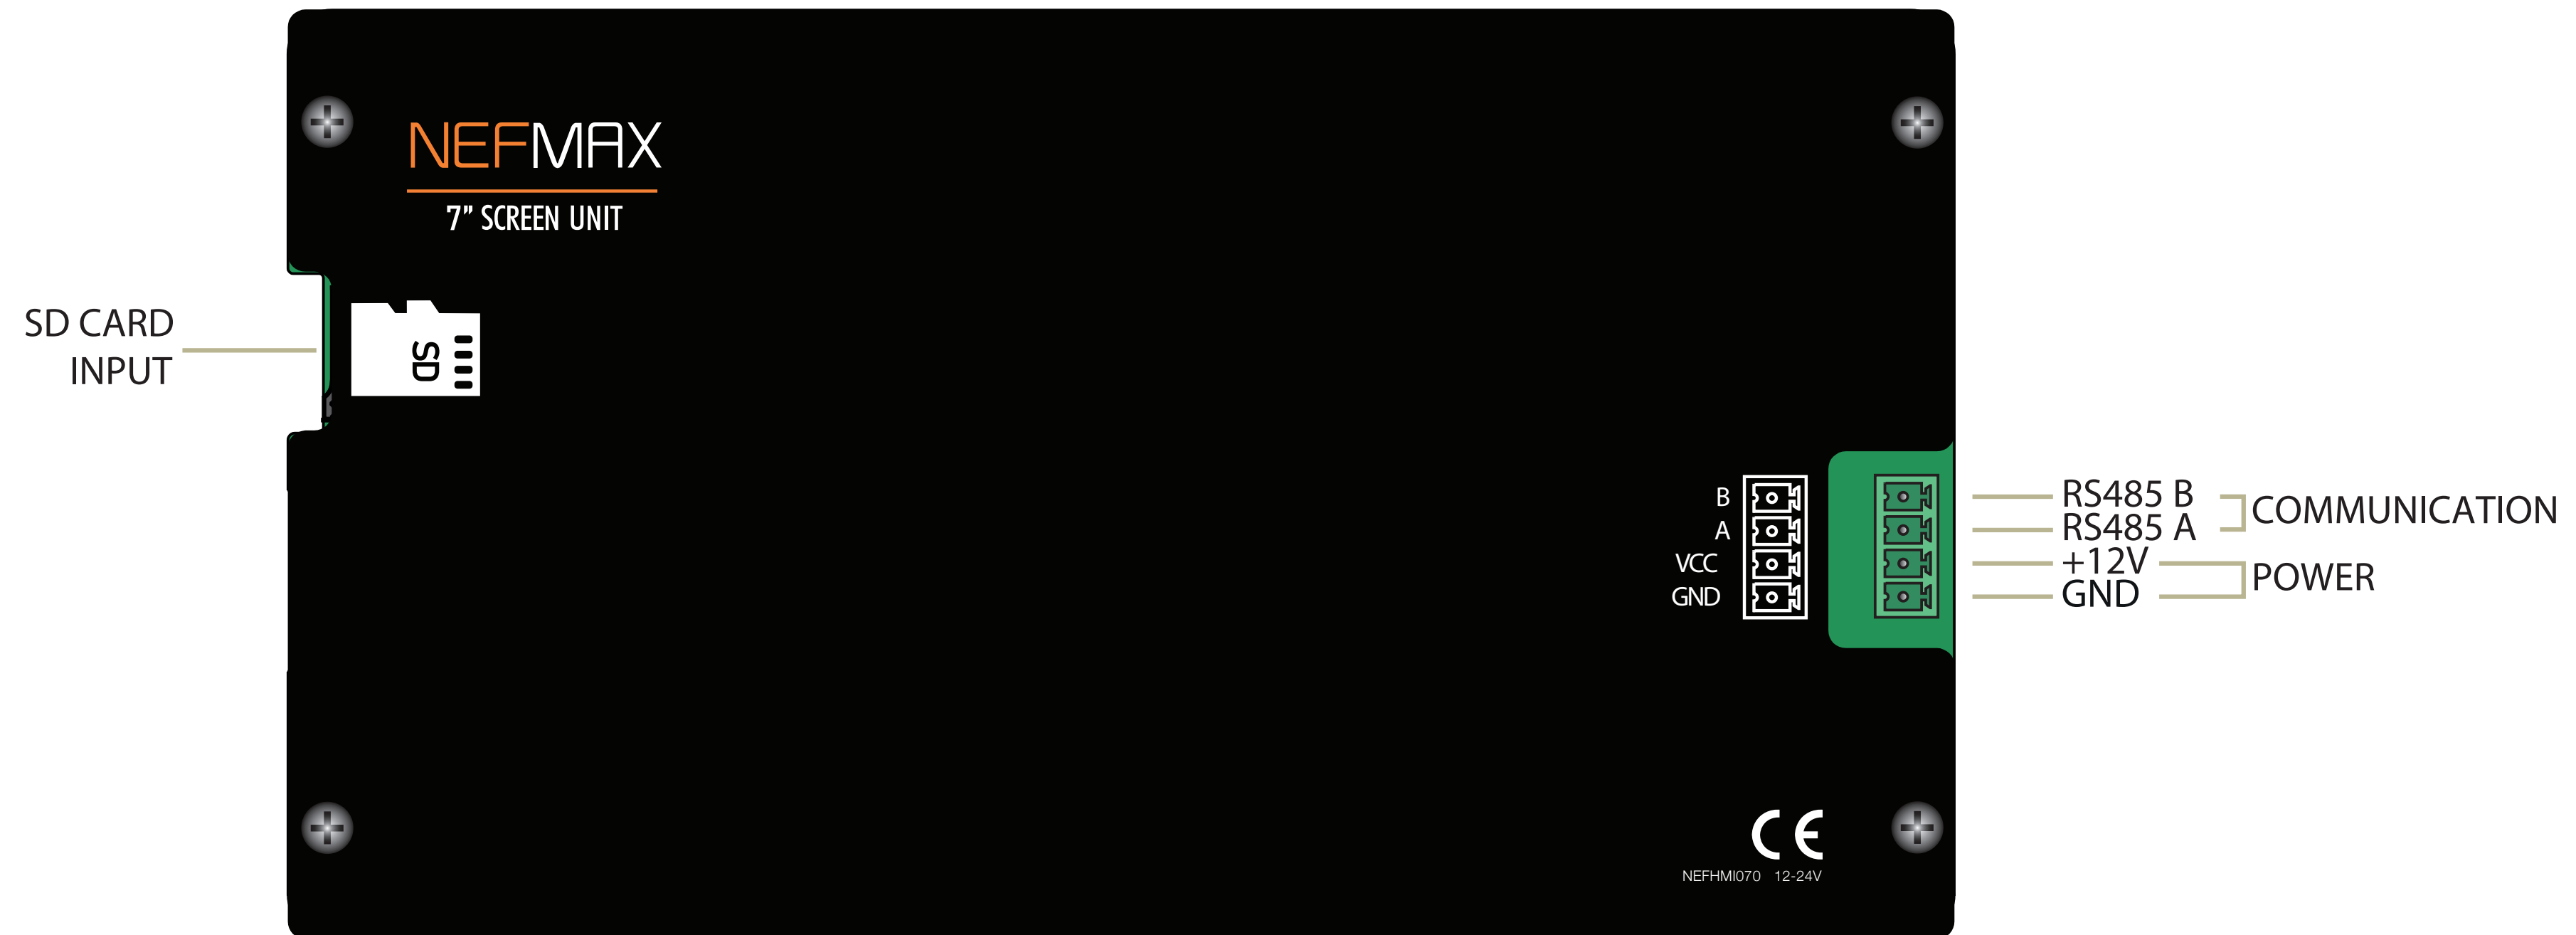 NEFMAX
7” SCREEN UNIT
SD CARD
INPUT
SD
B
A
VCC
GND
RS485 B
RS485 A
+12V
GND
COMMUNICATION
POWER
CE
NEFHMI070 12-24V